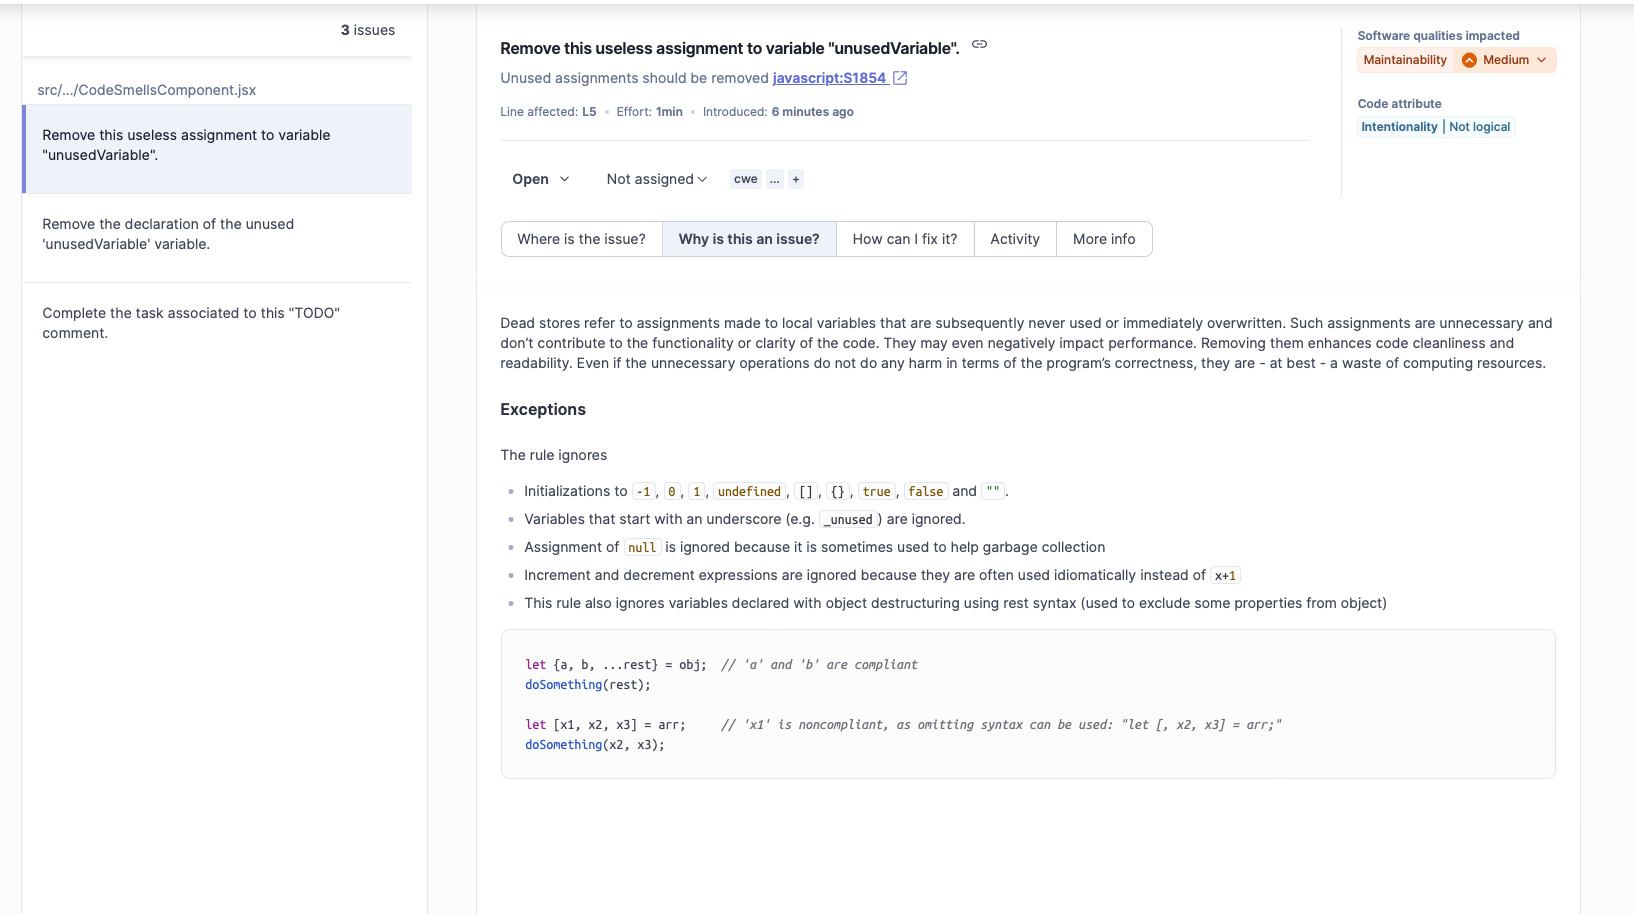 3 issues
src/.../CodeSmellsComponent.jsx
Remove this useless assignment to variable
"unusedVariable".
Remove the declaration of the unused
'unusedVariable' variable.
Complete the task associated to this "TODO"
comment.
Remove this useless assignment to variable "unusedVariable".
Unused assignments should be removed javascript:S1854
Line affected: L5 • Effort: 1min • Introduced: 6 minutes ago
Software qualities impacted
Maintainability Medium
Code attribute
Intentionality | Not logical
Open Not assigned cwe ... +
Where is the issue? Why is this an issue? How can I fix it? Activity More info
Dead stores refer to assignments made to local variables that are subsequently never used or immediately overwritten. Such assignments are unnecessary and
don’t contribute to the functionality or clarity of the code. They may even negatively impact performance. Removing them enhances code cleanliness and
readability. Even if the unnecessary operations do not do any harm in terms of the program’s correctness, they are - at best - a waste of computing resources.
Exceptions
The rule ignores
• Initializations to -1, 0, 1, undefined, [], {}, true, false and "".
• Variables that start with an underscore (e.g. _unused) are ignored.
• Assignment of null is ignored because it is sometimes used to help garbage collection
• Increment and decrement expressions are ignored because they are often used idiomatically instead of x+1
• This rule also ignores variables declared with object destructuring using rest syntax (used to exclude some properties from object)
let {a, b, ...rest} = obj;  // 'a' and 'b' are compliant
doSomething(rest);
let [x1, x2, x3] = arr;     // 'x1' is noncompliant, as omitting syntax can be used: "let [, x2, x3] = arr;"
doSomething(x2, x3);